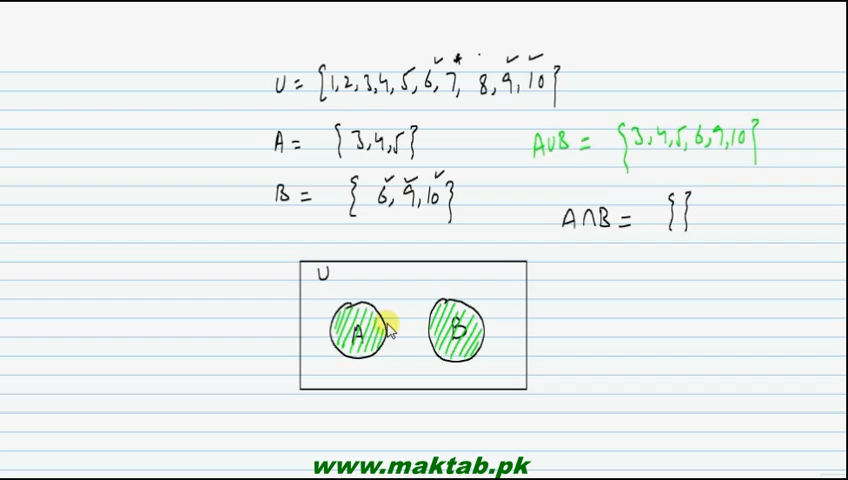 U = {1,2,3,4,5,6,7,8,9,10}
A = {3,4,5}
A∪B = {3,4,5,6,9,10}
B = {6,9,10}
A∩B = {}
U
A
B
www.maktab.pk